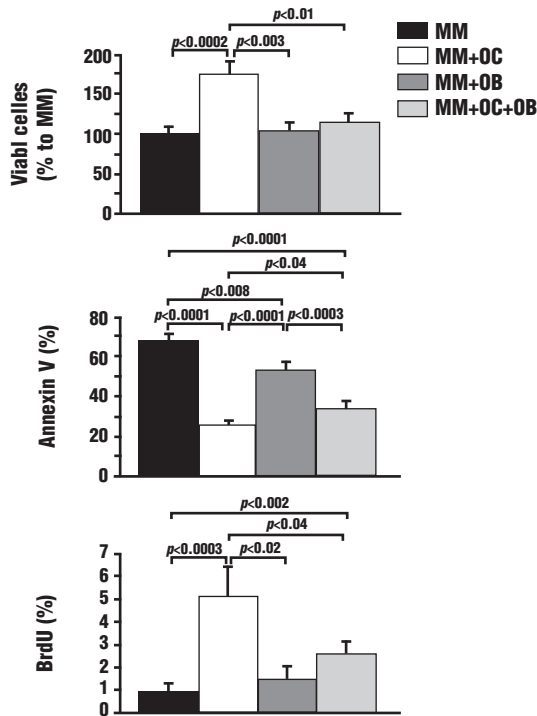 p<0.01
MM
MM+OC
MM+OB
MM+OC+OB
p<0.0002 p<0.003
Viabl celles
(% to MM)
200
150
100
50
0
p<0.0001
p<0.04
p<0.008
p<0.0001 p<0.0001 p<0.0003
Annexin V (%)
80
60
40
20
0
p<0.002
p<0.04
p<0.0003 p<0.02
BrdU (%)
7
6
5
4
3
2
1
0